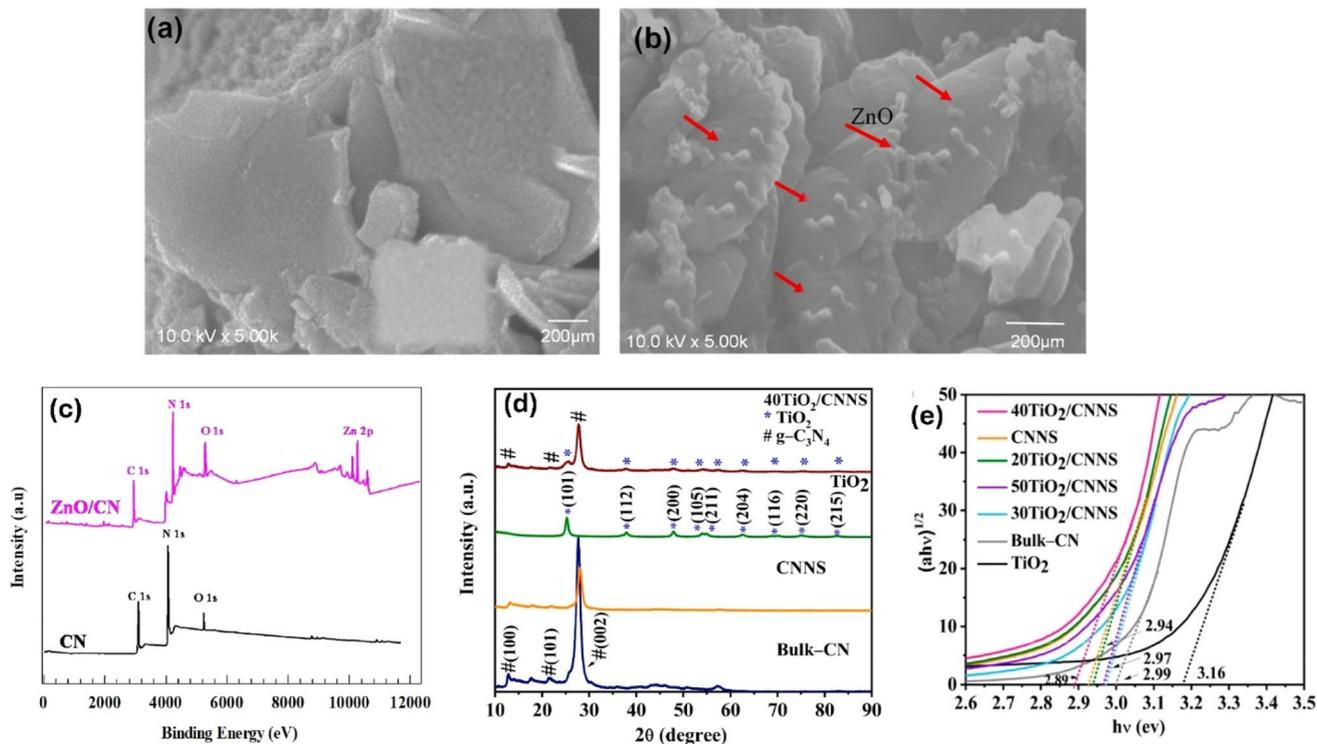 (a)
10.0 kV x 5.00k
200μm
(b)
ZnO
10.0 kV x 5.00k
200μm
(c)
N 1s
O 1s
Zn 2p
C 1s
ZnO/CN
N 1s
C 1s
O 1s
CN
Intensity (a.u)
0 2000 4000 6000 8000 10000 12000
Binding Energy (eV)
(d)
40TiO2/CNNS
* TiO2
# g–C3N4
#
# #
* * * * * * * * *
TiO2
*(101)
*(112)
*(200)
*(105)
*(211)
*(204)
*(116)
*(220)
*(215)
CNNS
Bulk–CN
#(100)
#(101)
#(002)
Intensity (a.u.)
10 20 30 40 50 60 70 80 90
2θ (degree)
(e)
40TiO2/CNNS
CNNS
20TiO2/CNNS
50TiO2/CNNS
30TiO2/CNNS
Bulk–CN
TiO2
50
40
30
20
10
0
(ahν)1/2
2.94
2.97
2.89
2.99
3.16
2.6 2.7 2.8 2.9 3.0 3.1 3.2 3.3 3.4 3.5
hν (ev)